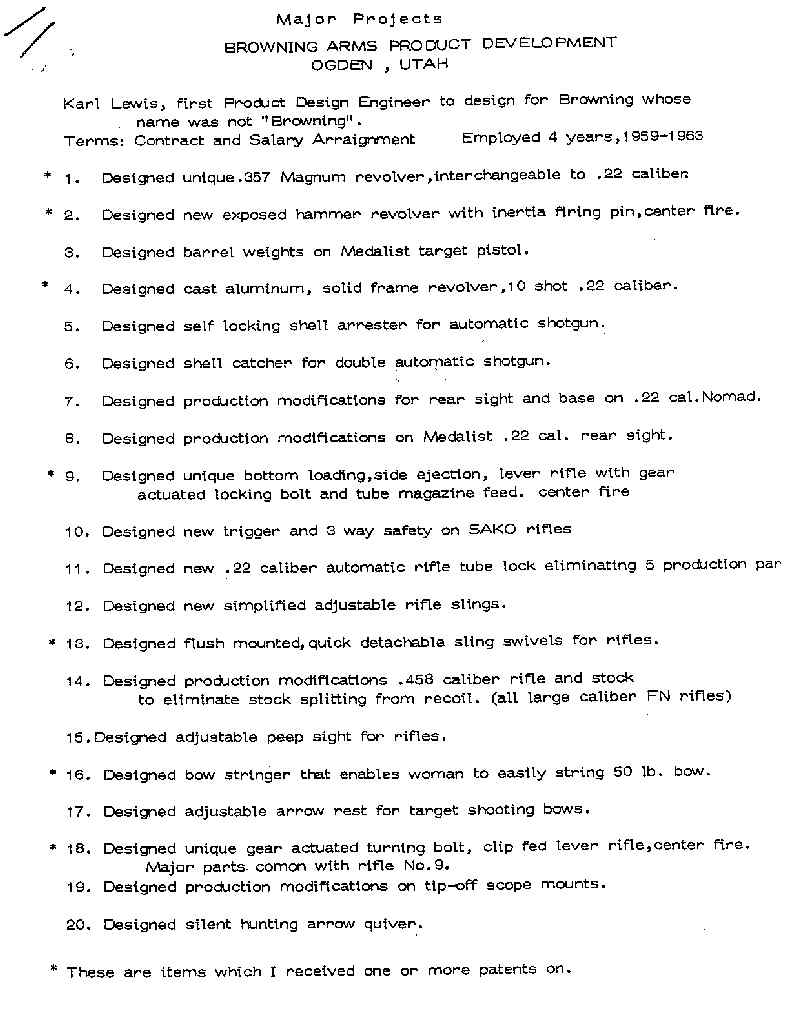 Major Projects
BROWNING ARMS PRODUCT DEVELOPMENT
OGDEN , UTAH
Karl Lewis, first Product Design Engineer to design for Browning whose
name was not "Browning".
Terms: Contract and Salary Arraignment Employed 4 years,1959-1963
* 1. Designed unique.357 Magnum revolver,interchangeable to .22 caliber
* 2. Designed new exposed hammer revolver with inertia firing pin,center fire.
3. Designed barrel weights on Medalist target pistol.
* 4. Designed cast aluminum, solid frame revolver,10 shot .22 caliber.
5. Designed self locking shell arrester for automatic shotgun.
6. Designed shell catcher for double automatic shotgun.
7. Designed production modifications for rear sight and base on .22 cal.Nomad.
8. Designed production modifications on Medalist .22 cal. rear sight.
* 9. Designed unique bottom loading,side ejection, lever rifle with gear
actuated locking bolt and tube magazine feed. center fire
10. Designed new trigger and 3 way safety on SAKO rifles
11. Designed new .22 caliber automatic rifle tube lock eliminating 5 production par
12. Designed new simplified adjustable rifle slings.
* 13. Designed flush mounted,quick detachable sling swivels for rifles.
14. Designed production modifications .458 caliber rifle and stock
to eliminate stock splitting from recoil. (all large caliber FN rifles)
15.Designed adjustable peep sight for rifles.
* 16. Designed bow stringer that enables woman to easily string 50 lb. bow.
17. Designed adjustable arrow rest for target shooting bows.
* 18. Designed unique gear actuated turning bolt, clip fed lever rifle,center fire.
Major parts comon with rifle No.9.
19. Designed production modifications on tip-off scope mounts.
20. Designed silent hunting arrow quiver.
* These are items which I received one or more patents on.